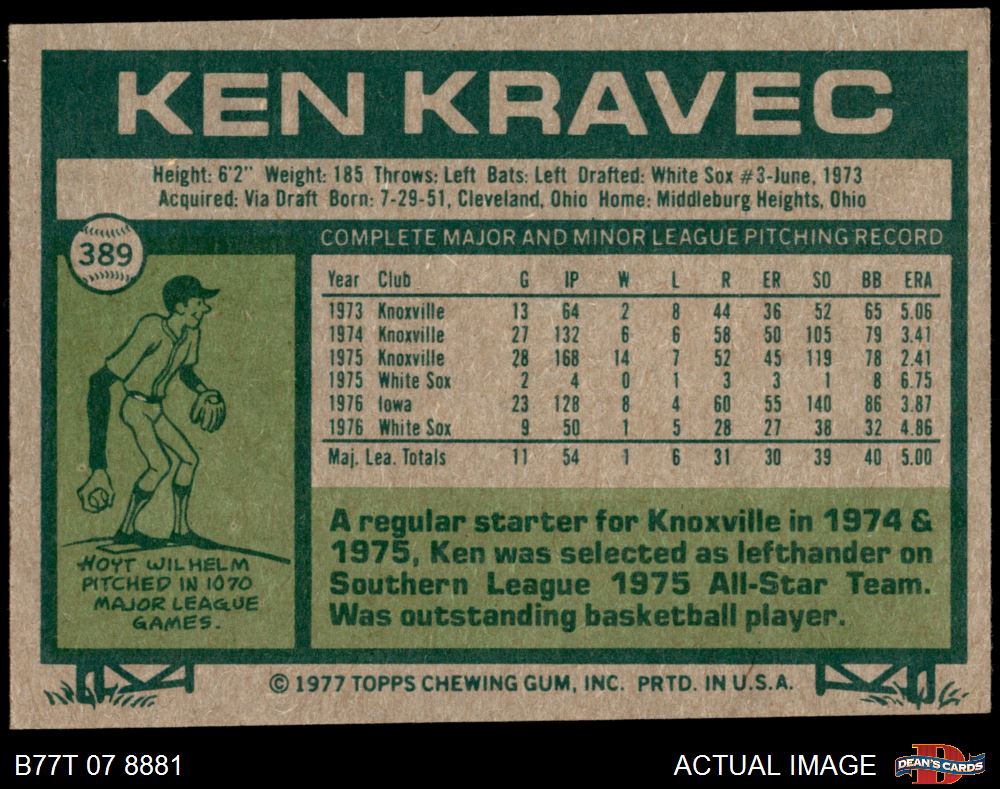 KEN KRAVEC
Height: 6'2" Weight: 185 Throws: Left Bats: Left Drafted: White Sox #3-June, 1973
Acquired: Via Draft Born: 7-29-51, Cleveland, Ohio Home: Middleburg Heights, Ohio
389
COMPLETE MAJOR AND MINOR LEAGUE PITCHING RECORD
Year Club G IP W L R ER SO BB ERA
1973 Knoxville 13 64 2 8 44 36 52 65 5.06
1974 Knoxville 27 132 6 6 58 50 105 79 3.41
1975 Knoxville 28 168 14 7 52 45 119 78 2.41
1975 White Sox 2 4 0 1 3 3 1 8 6.75
1976 Iowa 23 128 8 4 60 55 140 86 3.87
1976 White Sox 9 50 1 5 28 27 38 32 4.86
Maj. Lea. Totals 11 54 1 6 31 30 39 40 5.00
HOYT WILHELM
PITCHED IN 1070
MAJOR LEAGUE
GAMES.
A regular starter for Knoxville in 1974 &
1975, Ken was selected as lefthander on
Southern League 1975 All-Star Team.
Was outstanding basketball player.
© 1977 TOPPS CHEWING GUM, INC. PRTD. IN U.S.A.
B77T 07 8881
ACTUAL IMAGE
D
DEAN'S CARDS